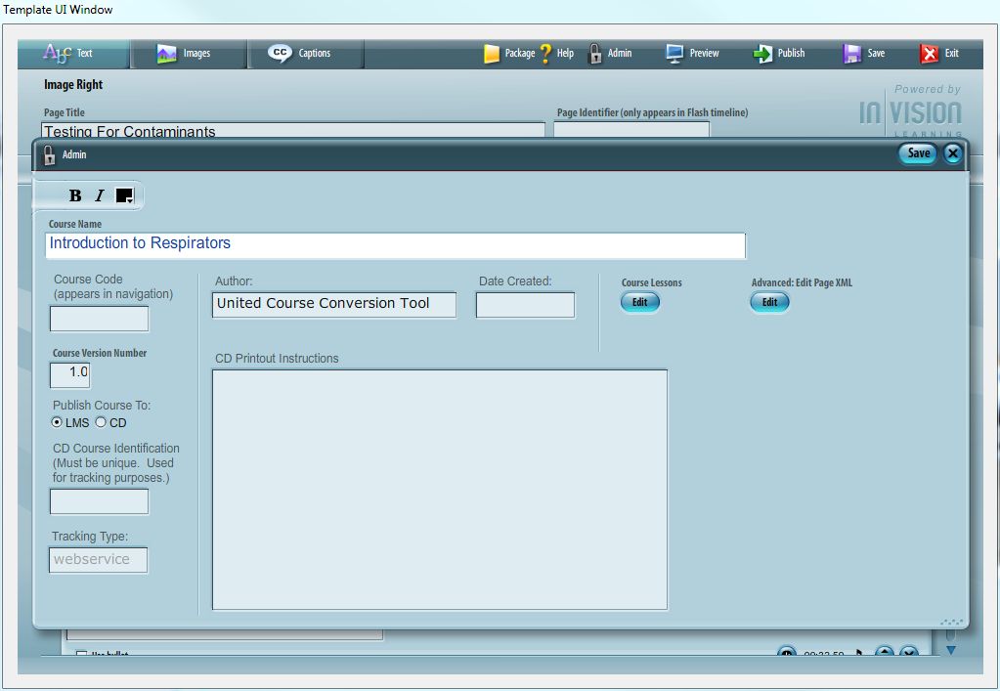 Template UI Window
ABC Text
Images
CC Captions
Package
? Help
Admin
Preview
Publish
Save
Exit
Image Right
Powered by
IN VISION
LEARNING
Page Title
Page Identifier (only appears in Flash timeline)
Testing For Contaminants
Admin
Save
B I
Course Name
Introduction to Respirators
Course Code
(appears in navigation)
Author:
United Course Conversion Tool
Date Created:
Course Lessons
Edit
Advanced: Edit Page XML
Edit
Course Version Number
1.0
Publish Course To:
LMS CD
CD Course Identification
(Must be unique. Used
for tracking purposes.)
Tracking Type:
webservice
CD Printout Instructions
Use bullet